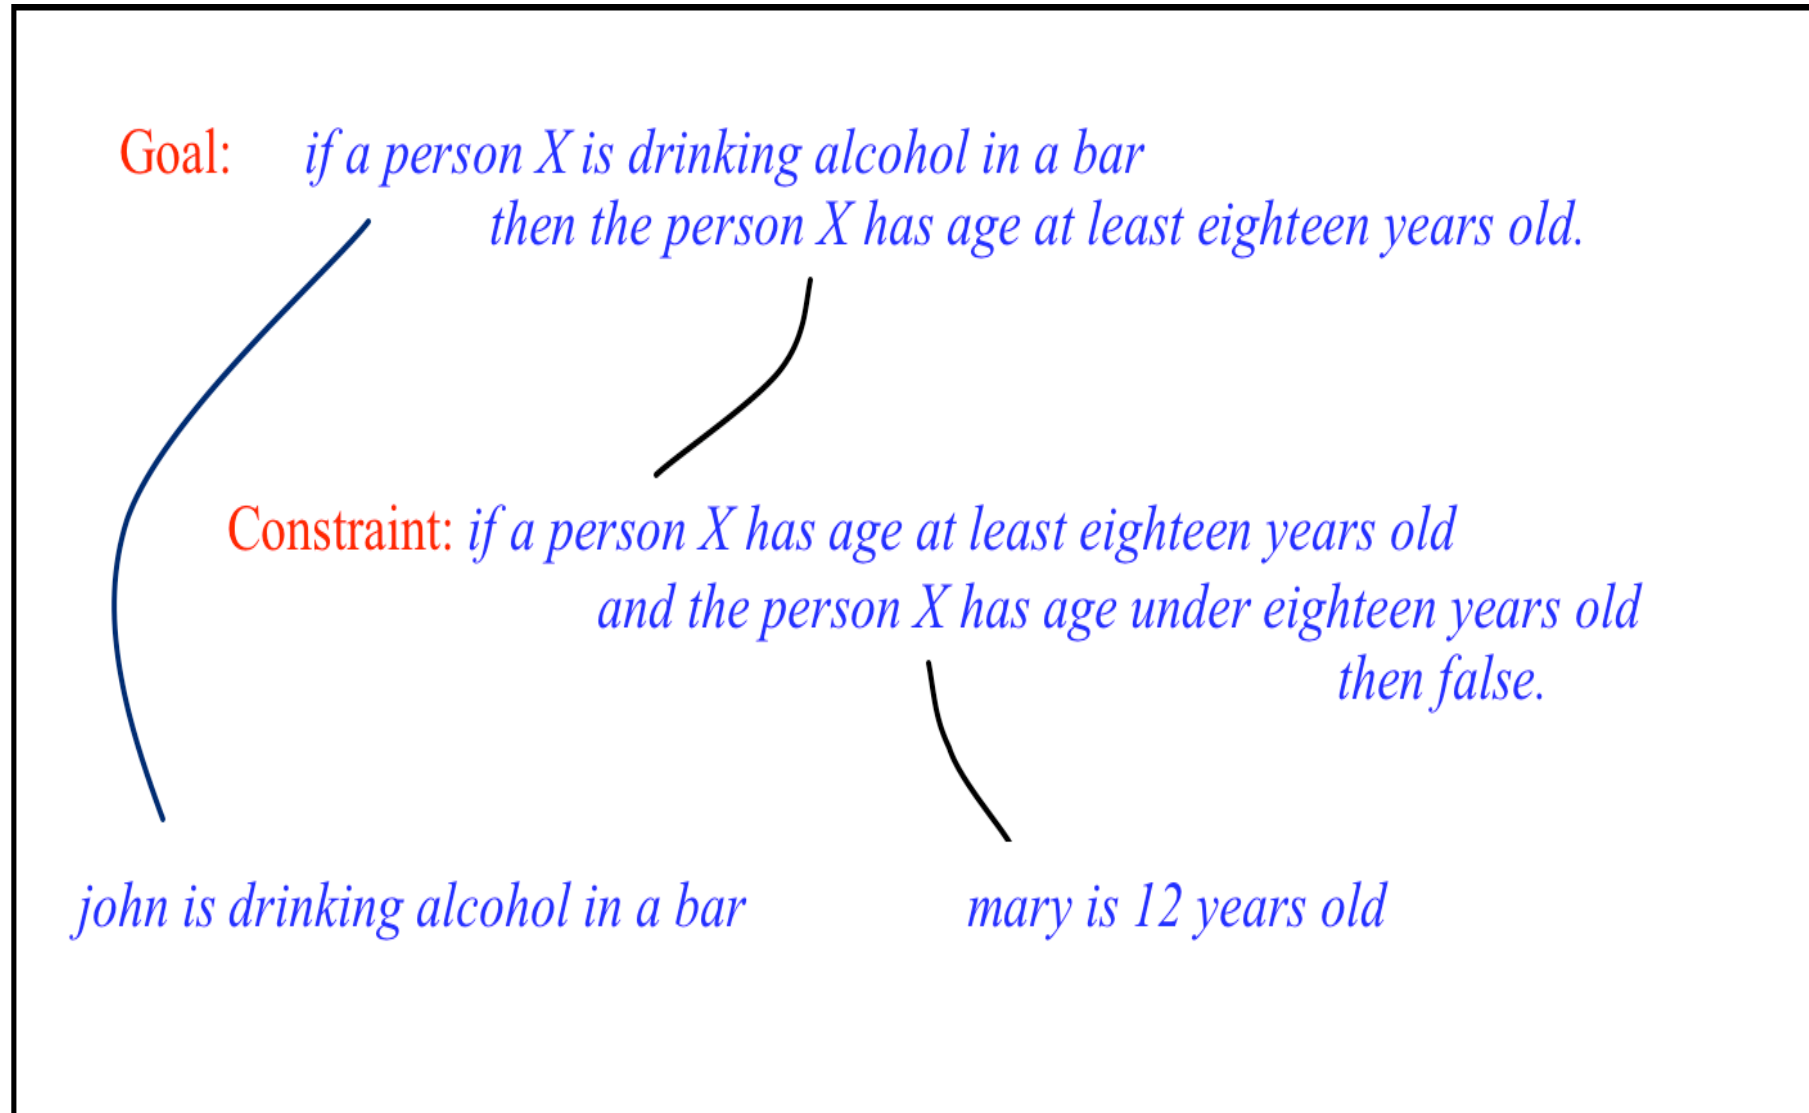 Goal: if a person X is drinking alcohol in a bar
then the person X has age at least eighteen years old.
Constraint: if a person X has age at least eighteen years old
and the person X has age under eighteen years old
then false.
john is drinking alcohol in a bar
mary is 12 years old